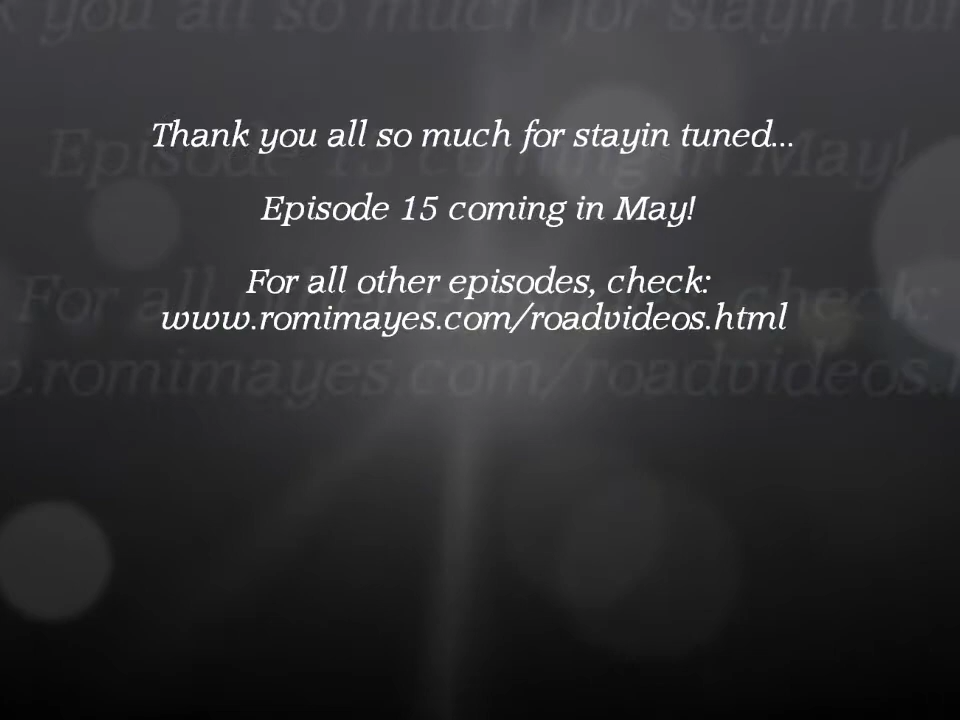 Thank you all so much for stayin tuned...
Episode 15 coming in May!
For all other episodes, check:
www.romimayes.com/roadvideos.html